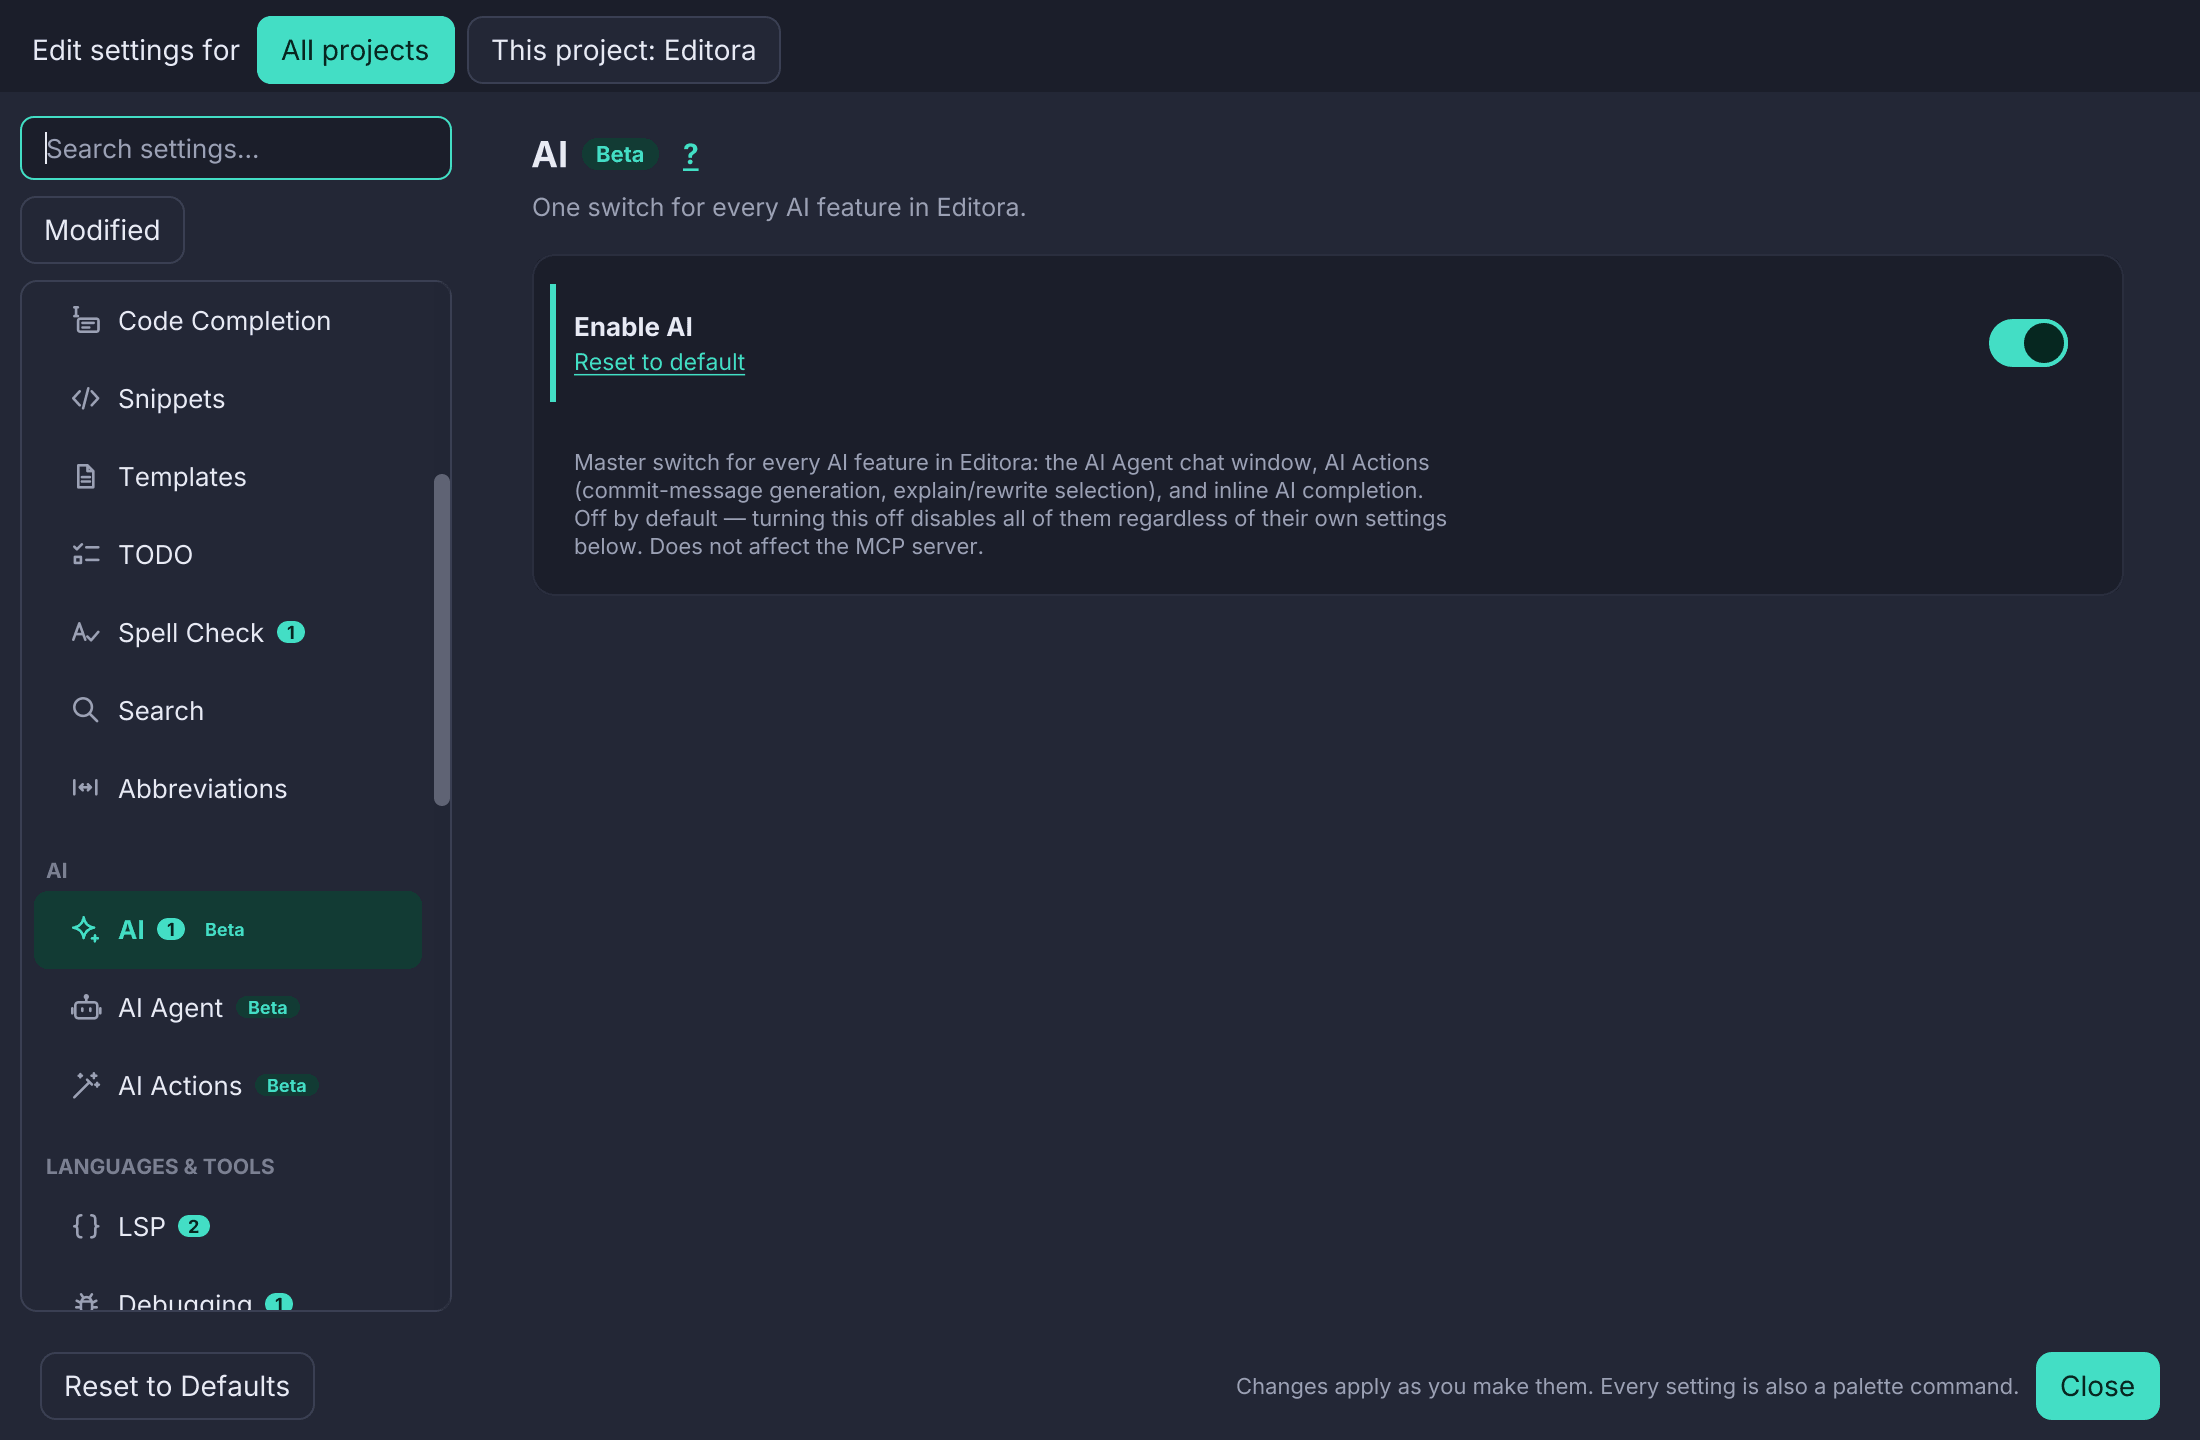 Edit settings for
All projects
This project: Editora
Search settings...
Modified
Code Completion
Snippets
Templates
TODO
Spell Check 1
Search
Abbreviations
AI
AI 1 Beta
AI Agent Beta
AI Actions Beta
LANGUAGES & TOOLS
LSP 2
Debugging 1
Reset to Defaults
AI Beta ?
One switch for every AI feature in Editora.
Enable AI
Reset to default
Master switch for every AI feature in Editora: the AI Agent chat window, AI Actions
(commit-message generation, explain/rewrite selection), and inline AI completion.
Off by default — turning this off disables all of them regardless of their own settings
below. Does not affect the MCP server.
Changes apply as you make them. Every setting is also a palette command.
Close